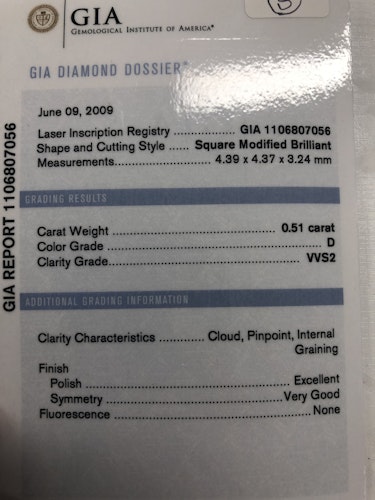 5
GIA®
GEMOLOGICAL INSTITUTE OF AMERICA®
GIA DIAMOND DOSSIER®
June 09, 2009
Laser Inscription Registry ................ GIA 1106807056
Shape and Cutting Style ...... Square Modified Brilliant
Measurements............................ 4.39 x 4.37 x 3.24 mm
GRADING RESULTS
Carat Weight ............................................. 0.51 carat
Color Grade ........................................................... D
Clarity Grade....................................................... VVS2
ADDITIONAL GRADING INFORMATION
Clarity Characteristics ............ Cloud, Pinpoint, Internal
Graining
Finish
Polish .................................................... Excellent
Symmetry .............................................Very Good
Fluorescence ..................................................... None
GIA REPORT 1106807056